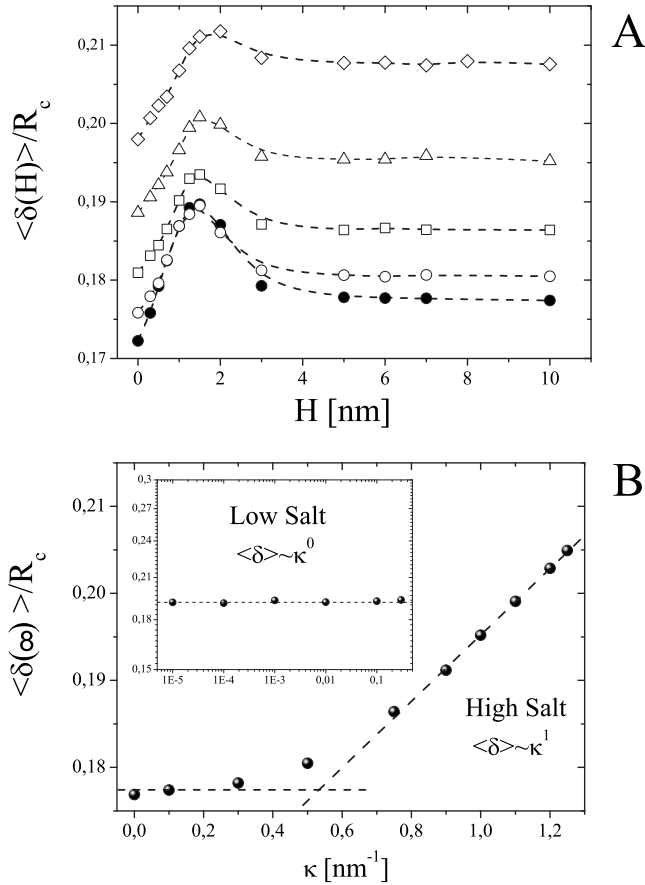 A
0,21
0,20
0,19
0,18
0,17
<δ(H)>/R_c
0 2 4 6 8 10
H [nm]
B
0,21
0,20
0,19
0,18
<δ(∞) >/R_c
0,3
0,27
0,24
0,21
0,18
0,15
Low Salt
<δ>~κ^0
1E-5 1E-4 1E-3 0,01 0,1
High Salt
<δ>~κ^1
0,0 0,2 0,4 0,6 0,8 1,0 1,2
κ [nm^-1]